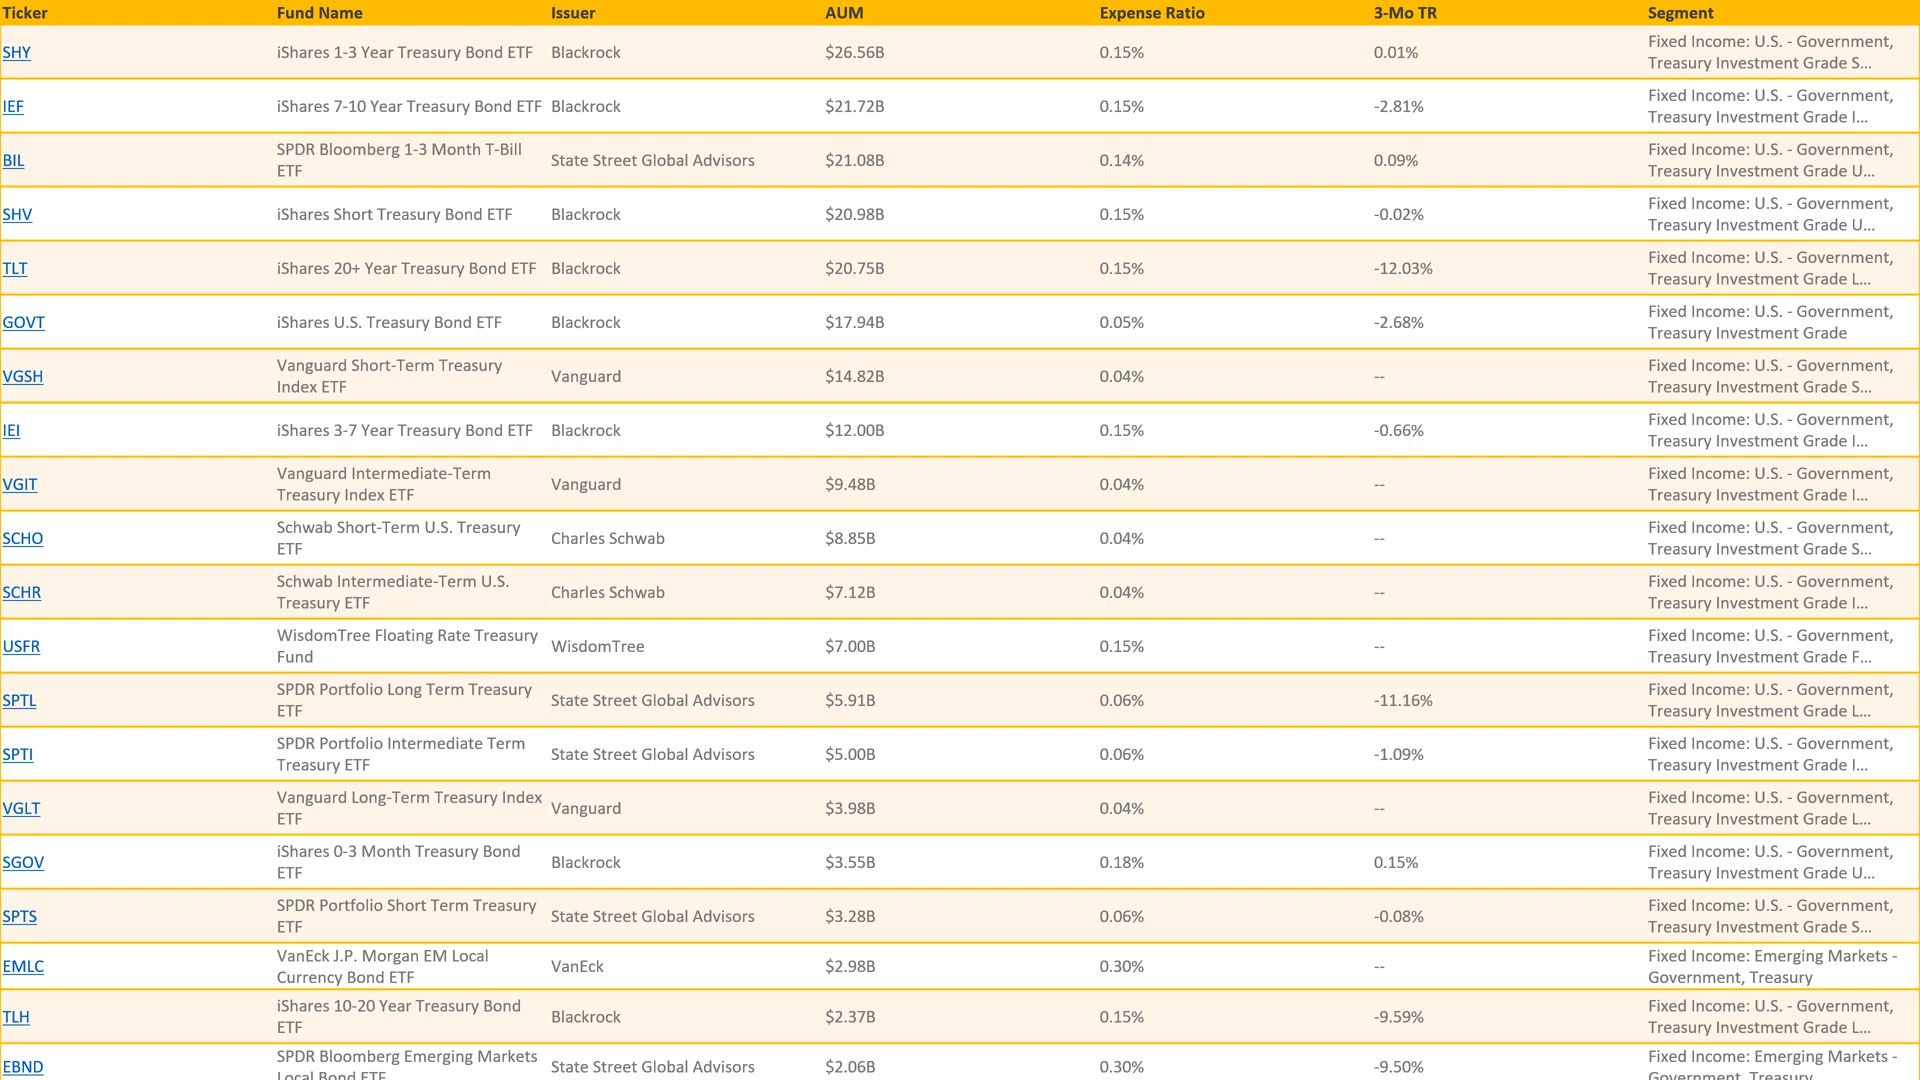 Ticker Fund Name Issuer AUM Expense Ratio 3-Mo TR Segment
SHY iShares 1-3 Year Treasury Bond ETF Blackrock $26.56B 0.15% 0.01% Fixed Income: U.S. - Government,
Treasury Investment Grade S...
IEF iShares 7-10 Year Treasury Bond ETF Blackrock $21.72B 0.15% -2.81% Fixed Income: U.S. - Government,
Treasury Investment Grade I...
BIL SPDR Bloomberg 1-3 Month T-Bill
ETF State Street Global Advisors $21.08B 0.14% 0.09% Fixed Income: U.S. - Government,
Treasury Investment Grade U...
SHV iShares Short Treasury Bond ETF Blackrock $20.98B 0.15% -0.02% Fixed Income: U.S. - Government,
Treasury Investment Grade U...
TLT iShares 20+ Year Treasury Bond ETF Blackrock $20.75B 0.15% -12.03% Fixed Income: U.S. - Government,
Treasury Investment Grade L...
GOVT iShares U.S. Treasury Bond ETF Blackrock $17.94B 0.05% -2.68% Fixed Income: U.S. - Government,
Treasury Investment Grade
VGSH Vanguard Short-Term Treasury
Index ETF Vanguard $14.82B 0.04% -- Fixed Income: U.S. - Government,
Treasury Investment Grade S...
IEI iShares 3-7 Year Treasury Bond ETF Blackrock $12.00B 0.15% -0.66% Fixed Income: U.S. - Government,
Treasury Investment Grade I...
VGIT Vanguard Intermediate-Term
Treasury Index ETF Vanguard $9.48B 0.04% -- Fixed Income: U.S. - Government,
Treasury Investment Grade I...
SCHO Schwab Short-Term U.S. Treasury
ETF Charles Schwab $8.85B 0.04% -- Fixed Income: U.S. - Government,
Treasury Investment Grade S...
SCHR Schwab Intermediate-Term U.S.
Treasury ETF Charles Schwab $7.12B 0.04% -- Fixed Income: U.S. - Government,
Treasury Investment Grade I...
USFR WisdomTree Floating Rate Treasury
Fund WisdomTree $7.00B 0.15% -- Fixed Income: U.S. - Government,
Treasury Investment Grade F...
SPTL SPDR Portfolio Long Term Treasury
ETF State Street Global Advisors $5.91B 0.06% -11.16% Fixed Income: U.S. - Government,
Treasury Investment Grade L...
SPTI SPDR Portfolio Intermediate Term
Treasury ETF State Street Global Advisors $5.00B 0.06% -1.09% Fixed Income: U.S. - Government,
Treasury Investment Grade I...
VGLT Vanguard Long-Term Treasury Index
ETF Vanguard $3.98B 0.04% -- Fixed Income: U.S. - Government,
Treasury Investment Grade L...
SGOV iShares 0-3 Month Treasury Bond
ETF Blackrock $3.55B 0.18% 0.15% Fixed Income: U.S. - Government,
Treasury Investment Grade U...
SPTS SPDR Portfolio Short Term Treasury
ETF State Street Global Advisors $3.28B 0.06% -0.08% Fixed Income: U.S. - Government,
Treasury Investment Grade S...
EMLC VanEck J.P. Morgan EM Local
Currency Bond ETF VanEck $2.98B 0.30% -- Fixed Income: Emerging Markets -
Government, Treasury
TLH iShares 10-20 Year Treasury Bond
ETF Blackrock $2.37B 0.15% -9.59% Fixed Income: U.S. - Government,
Treasury Investment Grade L...
EBND SPDR Bloomberg Emerging Markets
Local Bond ETF State Street Global Advisors $2.06B 0.30% -9.50% Fixed Income: Emerging Markets -
Government, Treasury